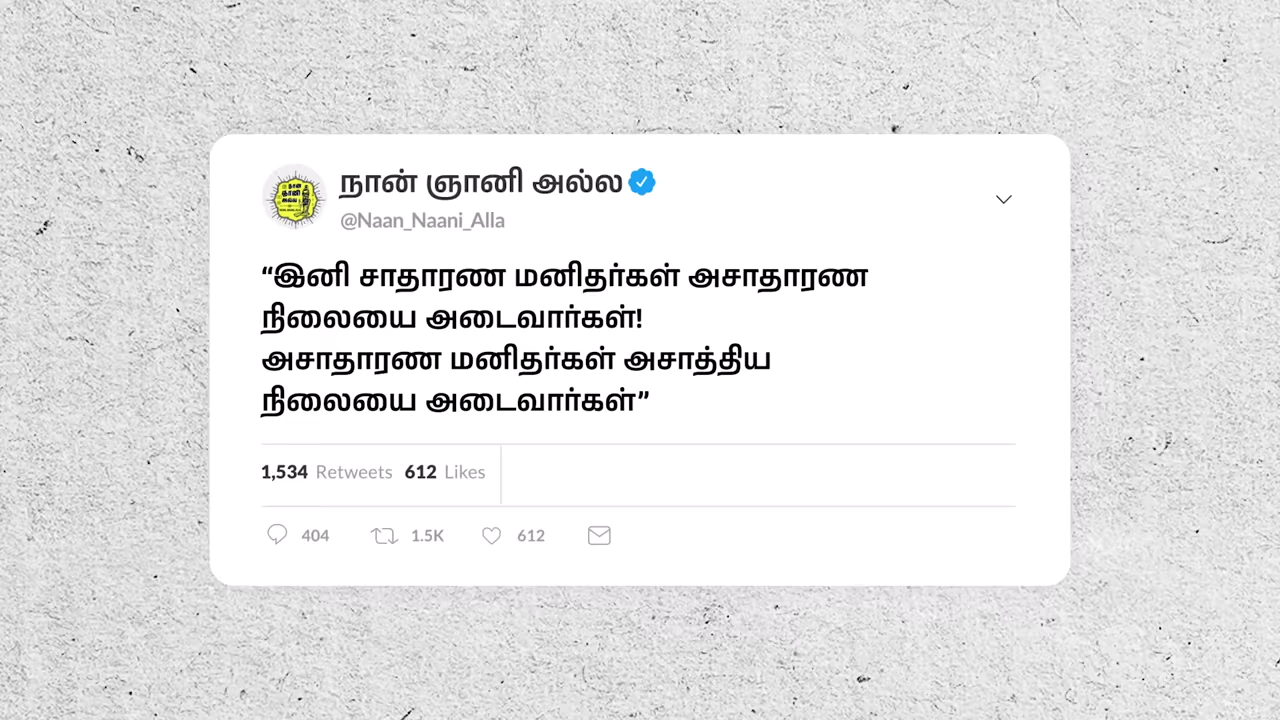 நான் ஞானி அல்ல
@Naan_Naani_Alla
“இனி சாதாரண மனிதர்கள் அசாதாரண
நிலையை அடைவார்கள்!
அசாதாரண மனிதர்கள் அசாத்திய
நிலையை அடைவார்கள்”
1,534 Retweets 612 Likes
404 1.5K 612
நான்
ஞானி
அல்ல